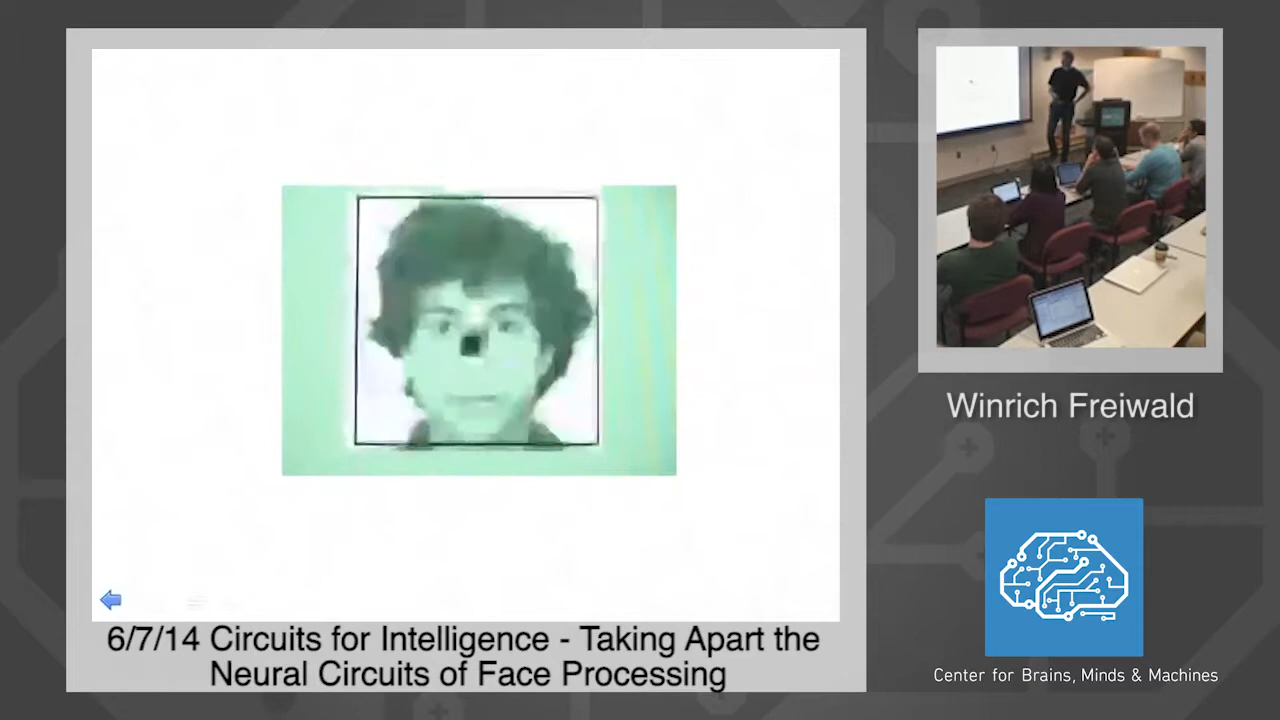 6/7/14 Circuits for Intelligence - Taking Apart the
Neural Circuits of Face Processing
Winrich Freiwald
Center for Brains, Minds & Machines